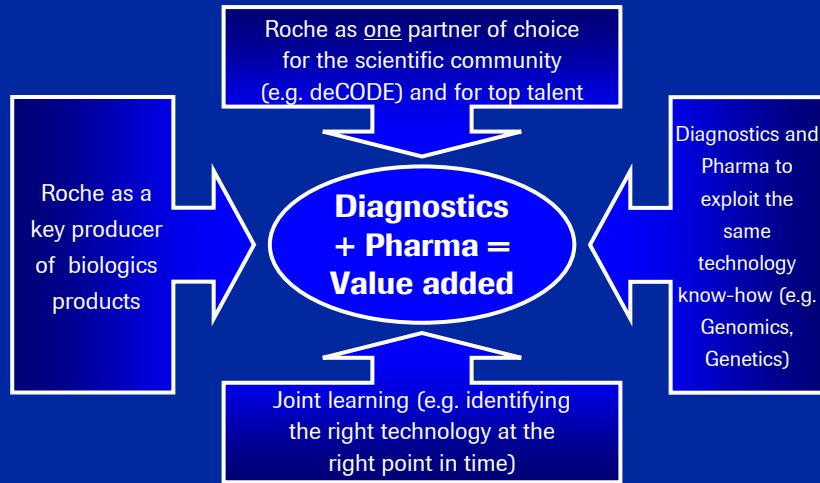 Roche as one partner of choice
for the scientific community
(e.g. deCODE) and for top talent
Roche as a
key producer
of biologics
products
Diagnostics
+ Pharma =
Value added
Diagnostics and
Pharma to
exploit the
same
technology
know-how (e.g.
Genomics,
Genetics)
Joint learning (e.g. identifying
the right technology at the
right point in time)